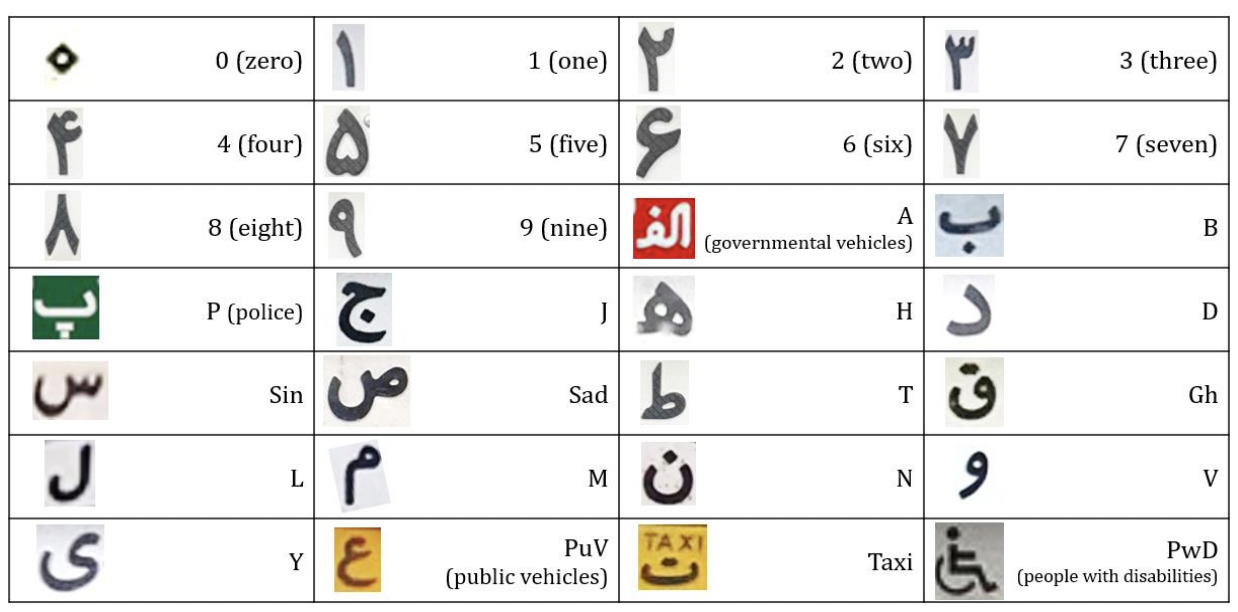 ۰ 0 (zero) ۱ 1 (one) ۲ 2 (two) ۳ 3 (three)
۴ 4 (four) ۵ 5 (five) ۶ 6 (six) ۷ 7 (seven)
۸ 8 (eight) ۹ 9 (nine) الف A (governmental vehicles) ب B
پ P (police) ج J ه‍ H د D
س Sin ص Sad ط T ق Gh
ل L م M ن N و V
ی Y ع PuV (public vehicles) TAXI ت Taxi PwD (people with disabilities)